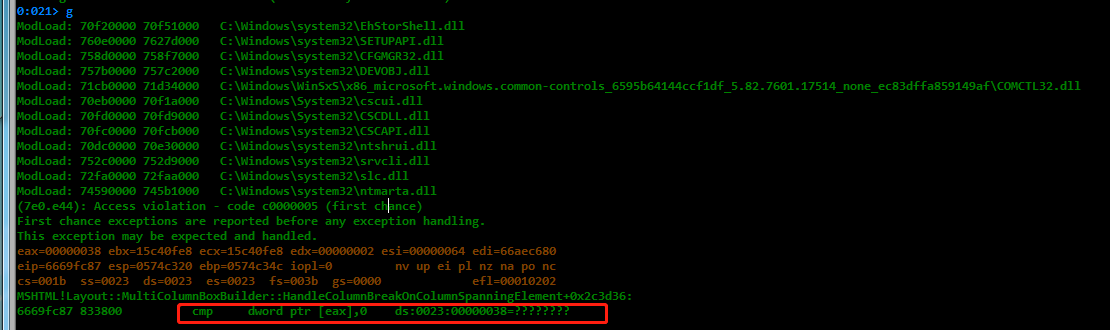 0:021> g
ModLoad: 70f20000 70f51000   C:\Windows\system32\EhStorShell.dll
ModLoad: 760e0000 7627d000   C:\Windows\system32\SETUPAPI.dll
ModLoad: 758d0000 758f7000   C:\Windows\system32\CFGMGR32.dll
ModLoad: 757b0000 757c2000   C:\Windows\system32\DEVOBJ.dll
ModLoad: 71cb0000 71d34000   C:\Windows\WinSxS\x86_microsoft.windows.common-controls_6595b64144ccf1df_5.82.7601.17514_none_ec83dffa859149af\COMCTL32.dll
ModLoad: 70eb0000 70f1a000   C:\Windows\System32\cscui.dll
ModLoad: 70fd0000 70fd9000   C:\Windows\System32\CSCDLL.dll
ModLoad: 70fc0000 70fcb000   C:\Windows\system32\CSCAPI.dll
ModLoad: 70dc0000 70e30000   C:\Windows\system32\ntshrui.dll
ModLoad: 752c0000 752d9000   C:\Windows\system32\srvcli.dll
ModLoad: 72fa0000 72faa000   C:\Windows\system32\slc.dll
ModLoad: 74590000 745b1000   C:\Windows\system32\ntmarta.dll
(7e0.e44): Access violation - code c0000005 (first chance)
First chance exceptions are reported before any exception handling.
This exception may be expected and handled.
eax=00000038 ebx=15c40fe8 ecx=15c40fe8 edx=00000002 esi=00000064 edi=66aec680
eip=6669fc87 esp=0574c320 ebp=0574c34c iopl=0         nv up ei pl nz na po nc
cs=001b  ss=0023  ds=0023  es=0023  fs=003b  gs=0000             efl=00010202
MSHTML!Layout::MultiColumnBoxBuilder::HandleColumnBreakOnColumnSpanningElement+0x2c3d36:
6669fc87 833800          cmp     dword ptr [eax],0    ds:0023:00000038=????????